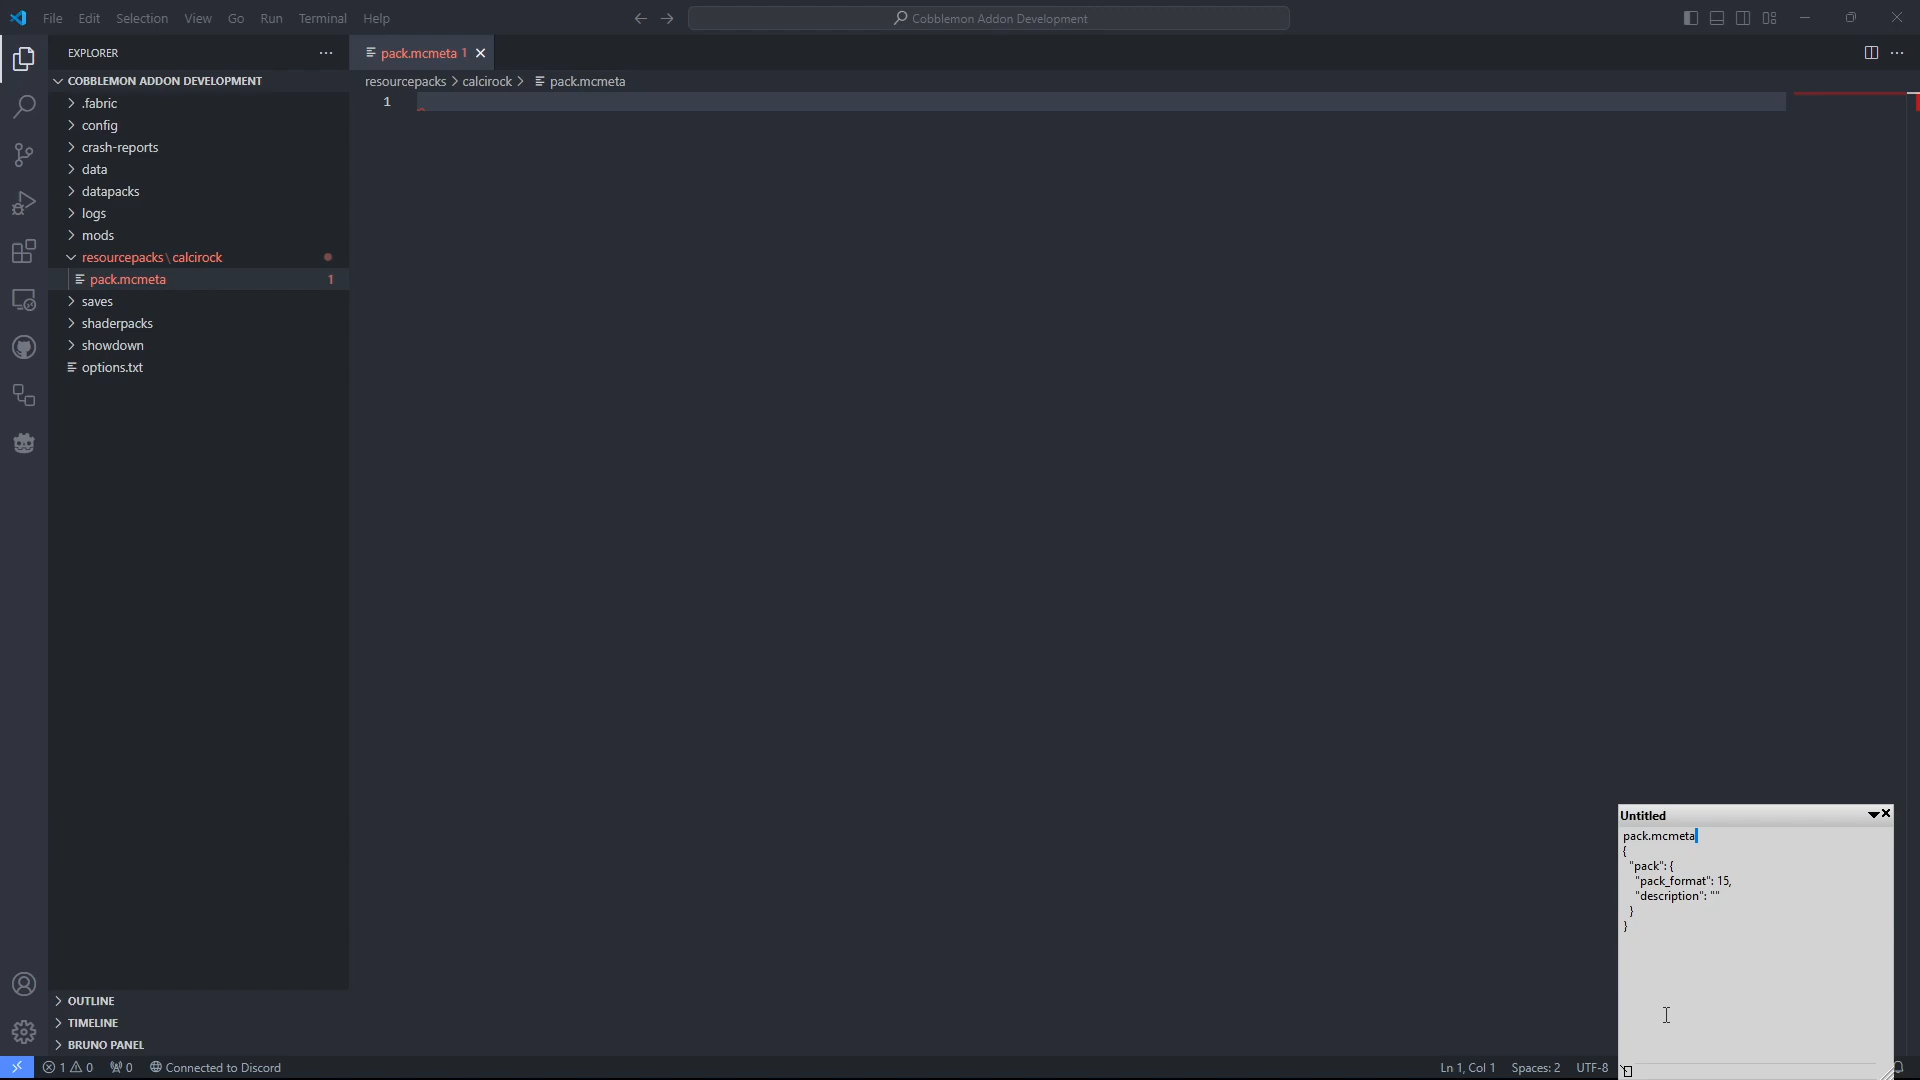 File Edit Selection View Go Run Terminal Help
Cobblemon Addon Development
EXPLORER
pack.mcmeta 1
COBBLEMON ADDON DEVELOPMENT
resourcepacks > calcirock > pack.mcmeta
1
.fabric
config
crash-reports
data
datapacks
logs
mods
resourcepacks\calcirock
pack.mcmeta 1
saves
shaderpacks
showdown
options.txt
Untitled
pack.mcmeta
{
"pack": {
"pack_format": 15,
"description": ""
}
}
OUTLINE
TIMELINE
BRUNO PANEL
1 0 0 Connected to Discord
Ln 1, Col 1 Spaces: 2 UTF-8